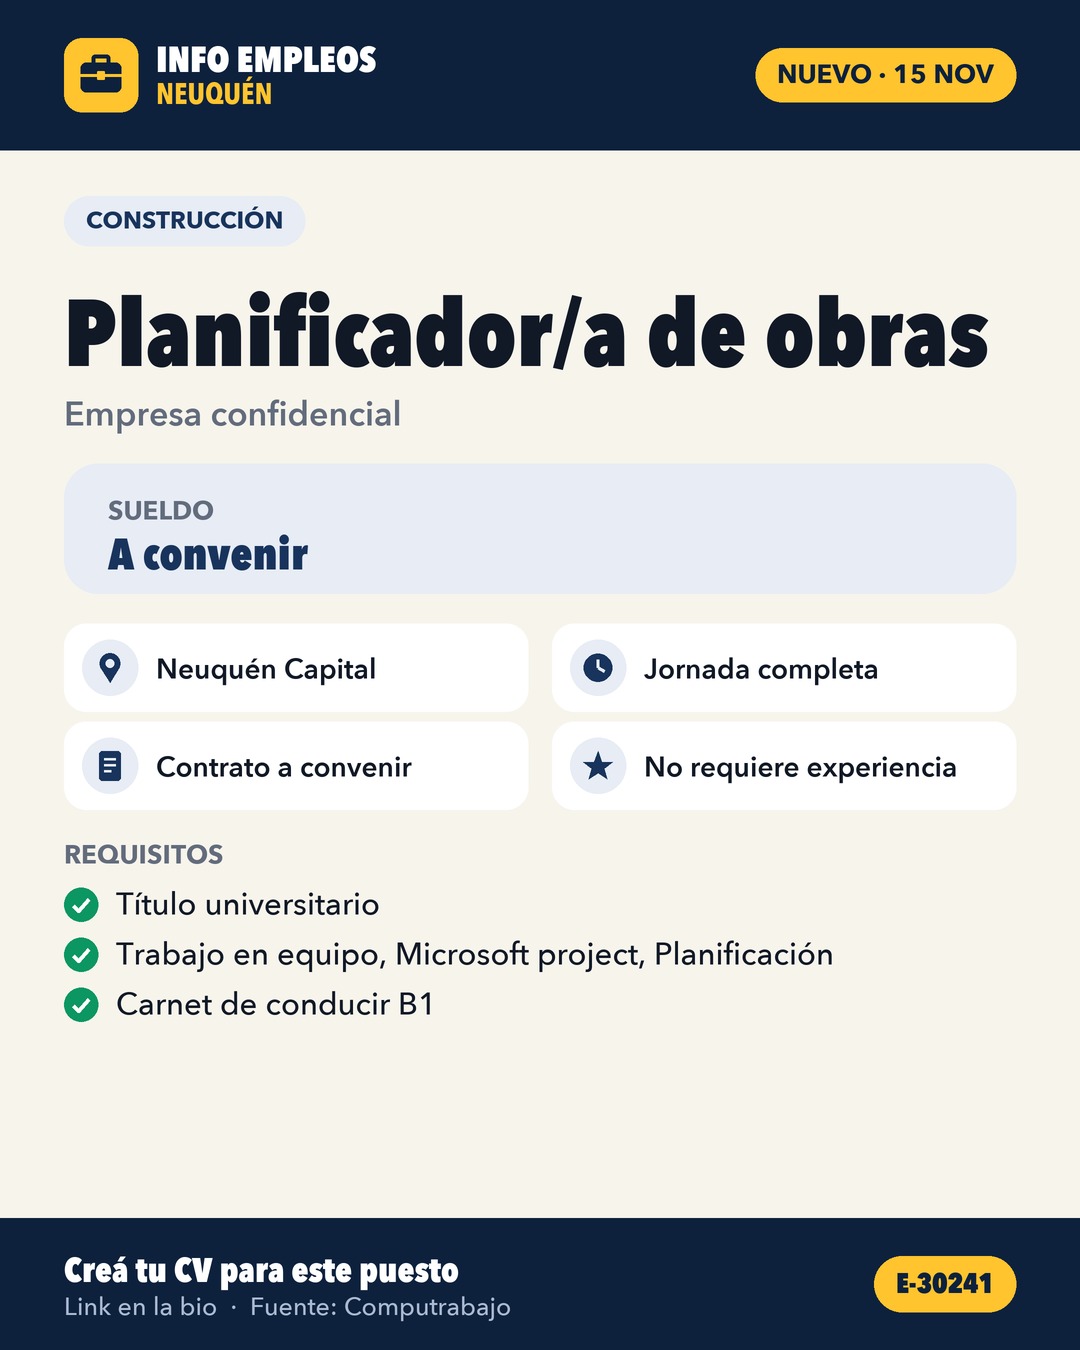 INFO EMPLEOS
NEUQUÉN
NUEVO · 15 NOV
CONSTRUCCIÓN
Planificador/a de obras
Empresa confidencial
SUELDO
A convenir
Neuquén Capital
Jornada completa
Contrato a convenir
No requiere experiencia
REQUISITOS
Título universitario
Trabajo en equipo, Microsoft project, Planificación
Carnet de conducir B1
Creá tu CV para este puesto
Link en la bio · Fuente: Computrabajo
E-30241